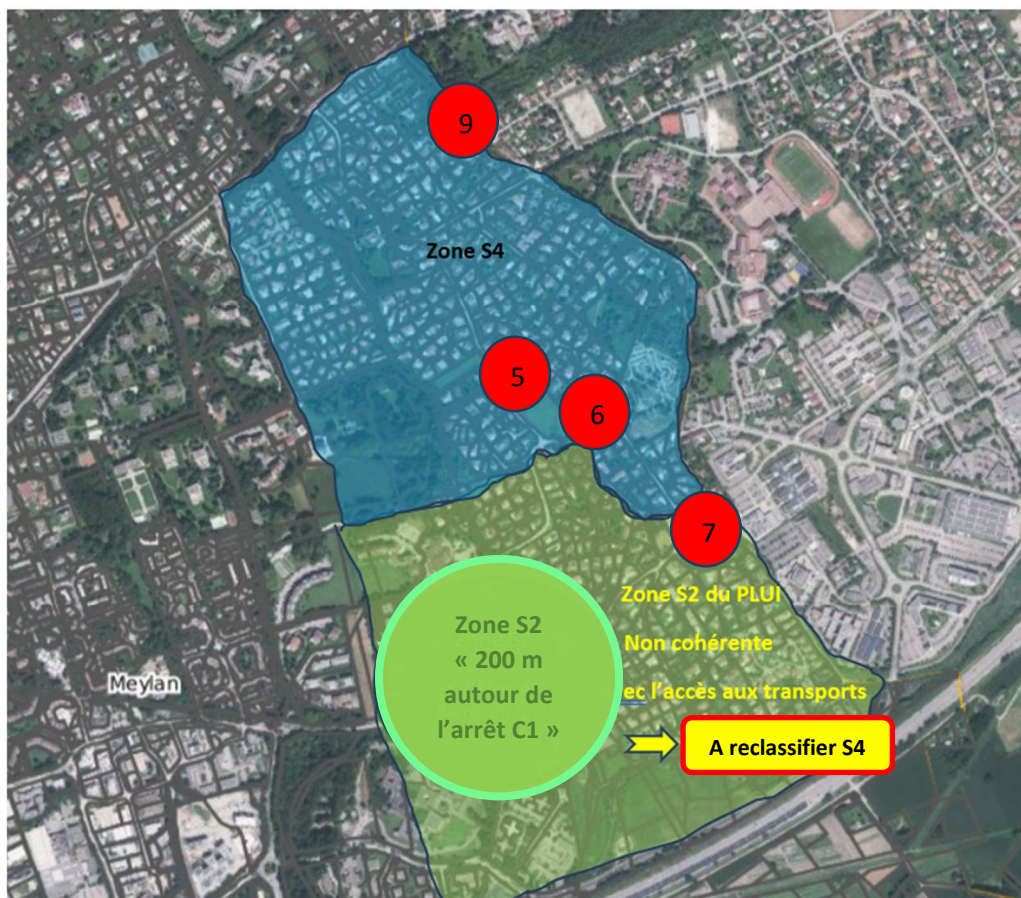 9
Zone S4
5
6
7
Zone S2 du PLUI
Non cohérente
ec l'accès aux transports
Zone S2
« 200 m
autour de
l'arrêt C1 »
Meylan
A reclassifier S4